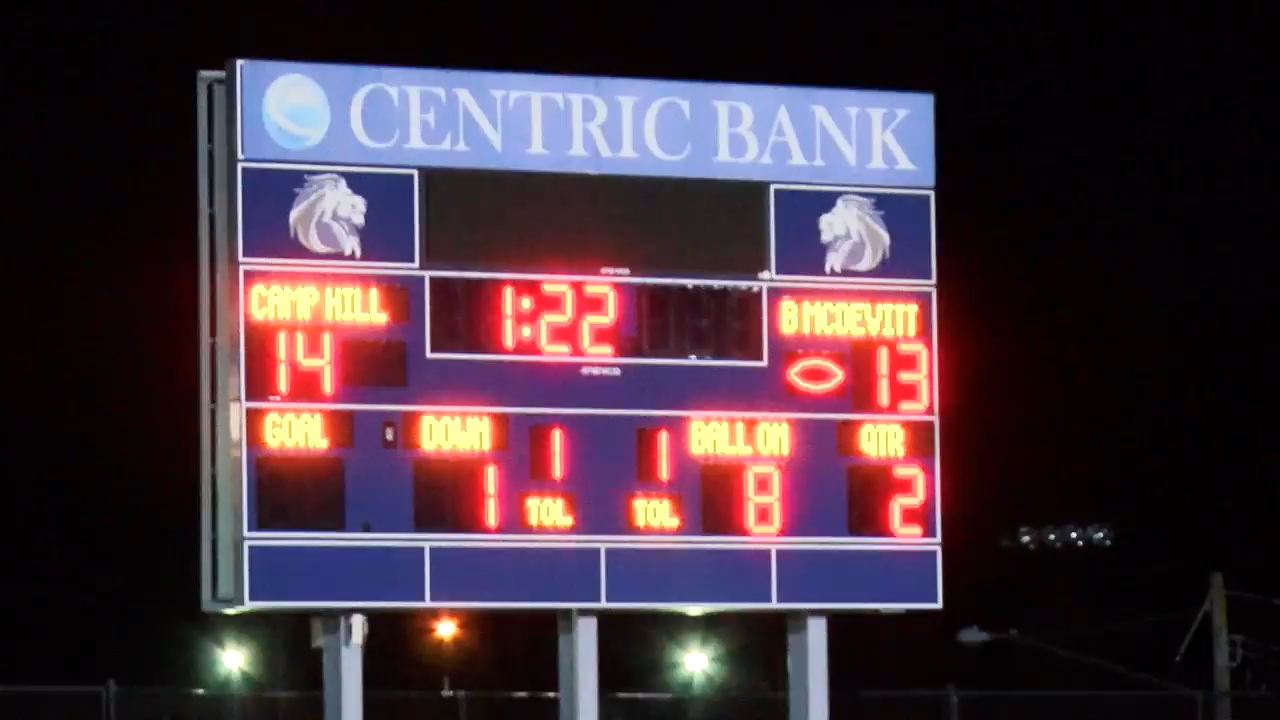 CENTRIC BANK
CAMP HILL 1:22 B MCDEVITT
14 13
GOAL DOWN 1 1 BALL ON QTR
1 TOL TOL 8 2